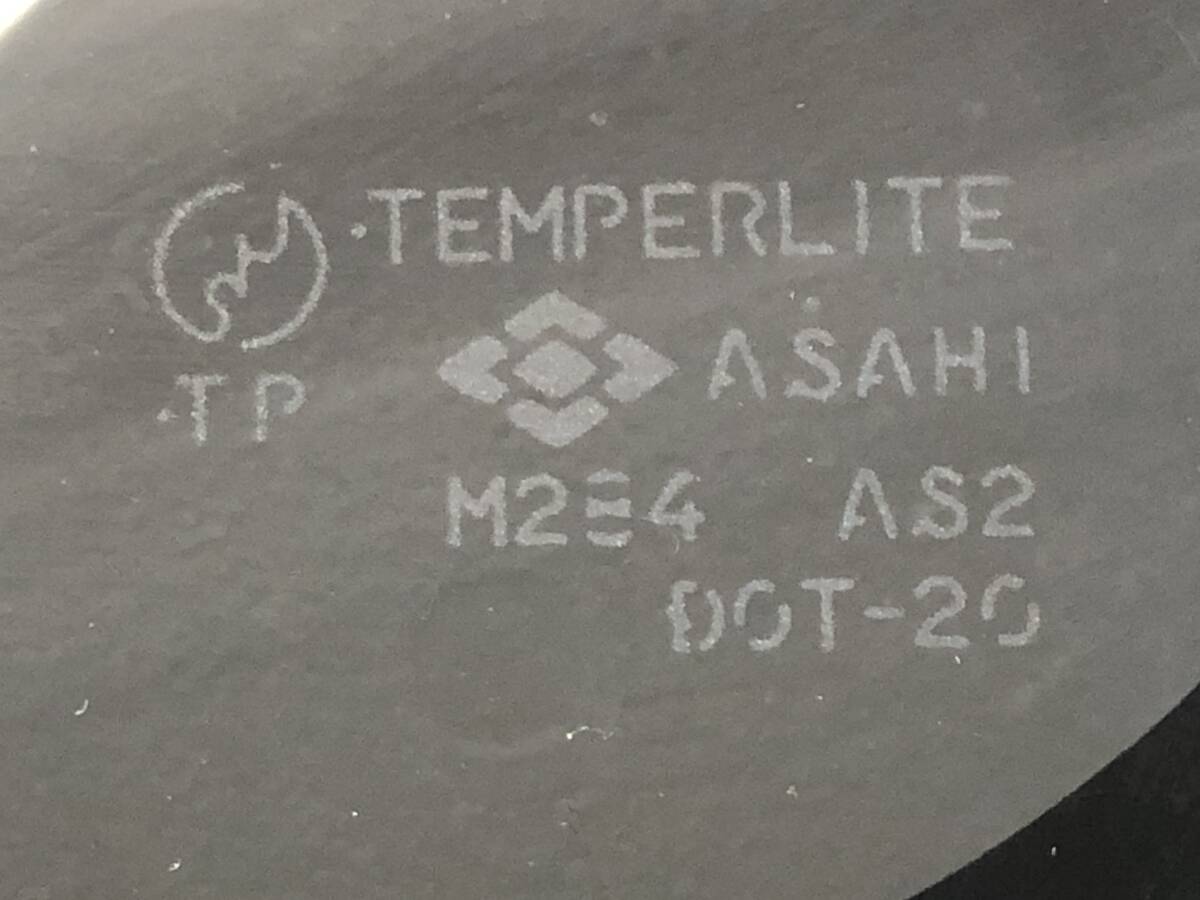 TEMPERLITE
ASAHI
TP
M2E4 AS2
DOT-20